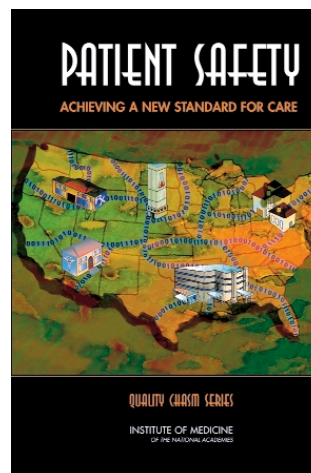 PATIENT SAFETY
ACHIEVING A NEW STANDARD FOR CARE
QUALITY CHASM SERIES
INSTITUTE OF MEDICINE
OF THE NATIONAL ACADEMIES